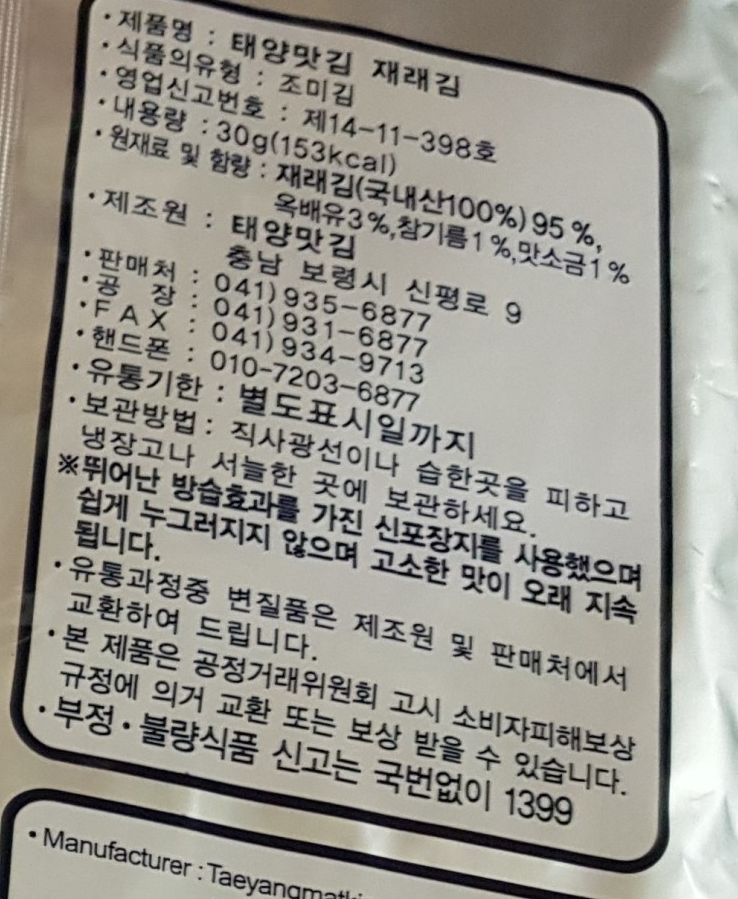 ·제품명 : 태양맛김 재래김
·식품의유형 : 조미김
·영업신고번호 : 제14-11-398호
·내용량 : 30g(153kcal)
·원재료 및 함량 : 재래김(국내산100%) 95%,
옥배유3%,참기름1%,맛소금1%
·제조원 : 태양맛김
충남 보령시 신평로 9
·판매처 : 041)935-6877
·공 장 : 041)931-6877
·F A X : 041)934-9713
·핸드폰 : 010-7203-6877
·유통기한 : 별도표시일까지
·보관방법 : 직사광선이나 습한곳을 피하고
냉장고나 서늘한 곳에 보관하세요.
※뛰어난 방습효과를 가진 신포장지를 사용했으며
쉽게 누그러지지 않으며 고소한 맛이 오래 지속
됩니다.
·유통과정중 변질품은 제조원 및 판매처에서
교환하여 드립니다.
·본 제품은 공정거래위원회 고시 소비자피해보상
규정에 의거 교환 또는 보상 받을 수 있습니다.
·부정·불량식품 신고는 국번없이 1399
·Manufacturer :